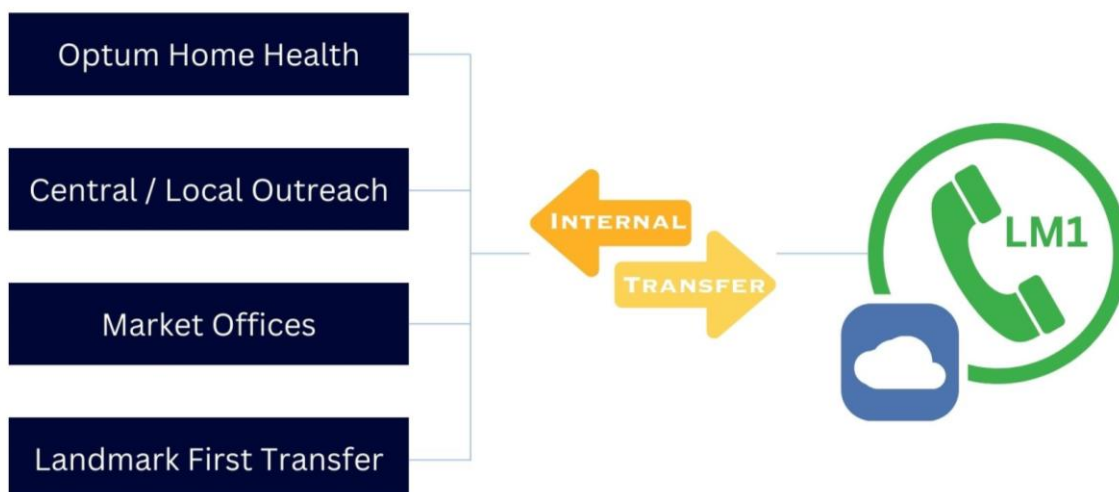 Optum Home Health
Central / Local Outreach
Market Offices
Landmark First Transfer
INTERNAL
TRANSFER
LM1